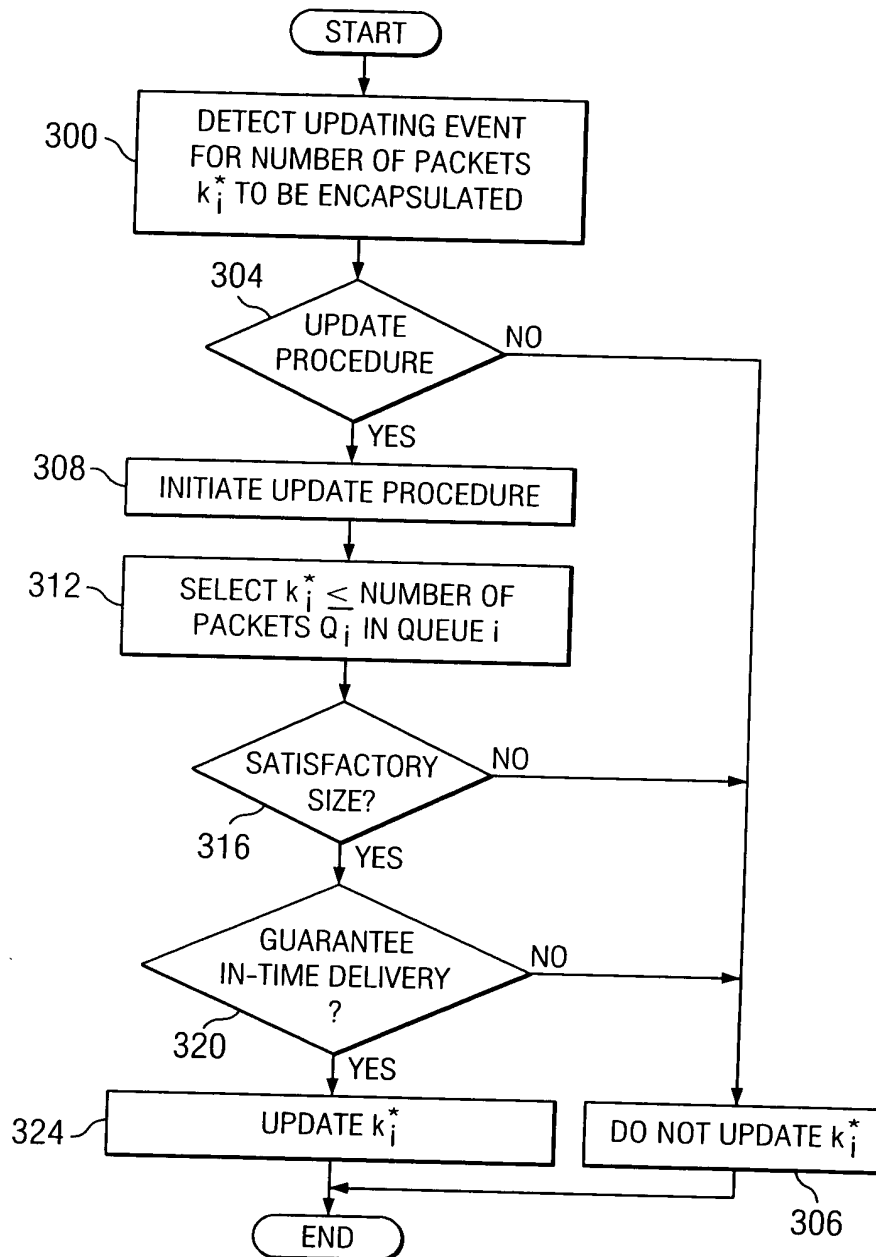 START
300
DETECT UPDATING EVENT
FOR NUMBER OF PACKETS
k*i TO BE ENCAPSULATED
304
UPDATE
PROCEDURE
NO
YES
308
INITIATE UPDATE PROCEDURE
312
SELECT k*i ≤ NUMBER OF
PACKETS Qi IN QUEUE i
SATISFACTORY
SIZE?
NO
316
YES
GUARANTEE
IN-TIME DELIVERY
?
NO
320
YES
324
UPDATE k*i
DO NOT UPDATE k*i
306
END